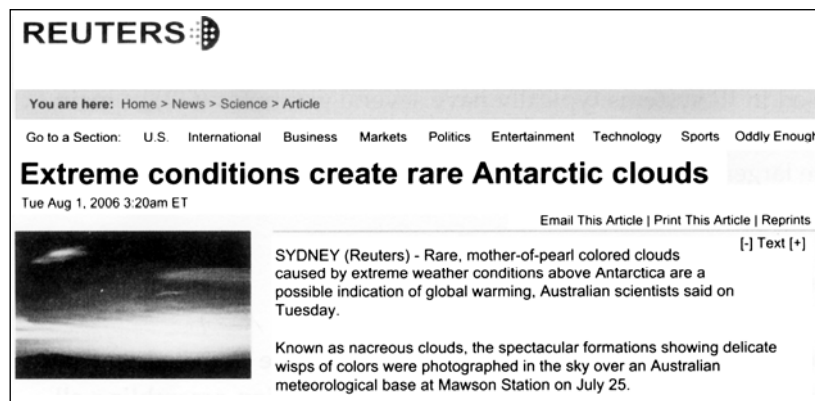 REUTERS
You are here: Home > News > Science > Article
Go to a Section: U.S. International Business Markets Politics Entertainment Technology Sports Oddly Enough
Extreme conditions create rare Antarctic clouds
Tue Aug 1, 2006 3:20am ET
Email This Article | Print This Article | Reprints
[-] Text [+]
SYDNEY (Reuters) - Rare, mother-of-pearl colored clouds
caused by extreme weather conditions above Antarctica are a
possible indication of global warming, Australian scientists said on
Tuesday.
Known as nacreous clouds, the spectacular formations showing delicate
wisps of colors were photographed in the sky over an Australian
meteorological base at Mawson Station on July 25.